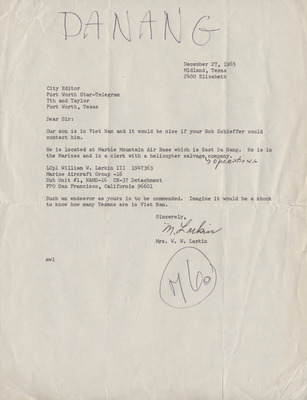 DANANG
December 27, 1965
Midland, Texas
2400 Elizabeth
City Editor
Fort Worth Star-Telegram
7th and Taylor
Fort Worth, Texas
Dear Sir:
Our son is in Viet Nam and it would be nice if your Bob Schieffer could
contact him.
He is located at Marble Mountain Air Base which is East Da Nang. He is in
the Marines and is a clerk with a helicopter salvage company.
operations
LCpl William W. Larkin III 1947363
Marine Aircraft Group -16
Sub Unit #1, HAMS-16 CH-37 Detachment
FPO San Francisco, California 96601
Such an endeavor as yours is to be commended. Imagine it would be a shock
to know how many Texans are in Viet Nam.
Sincerely,
M. Larkin
Mrs. W. W. Larkin
mwl